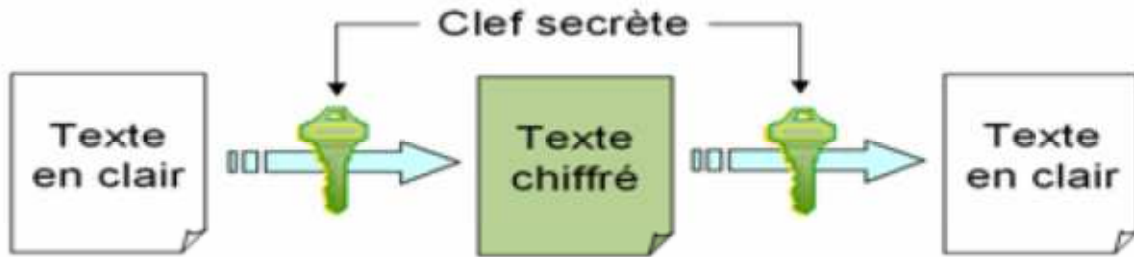 Clef secrète
Texte
en clair
Texte
chiffré
Texte
en clair